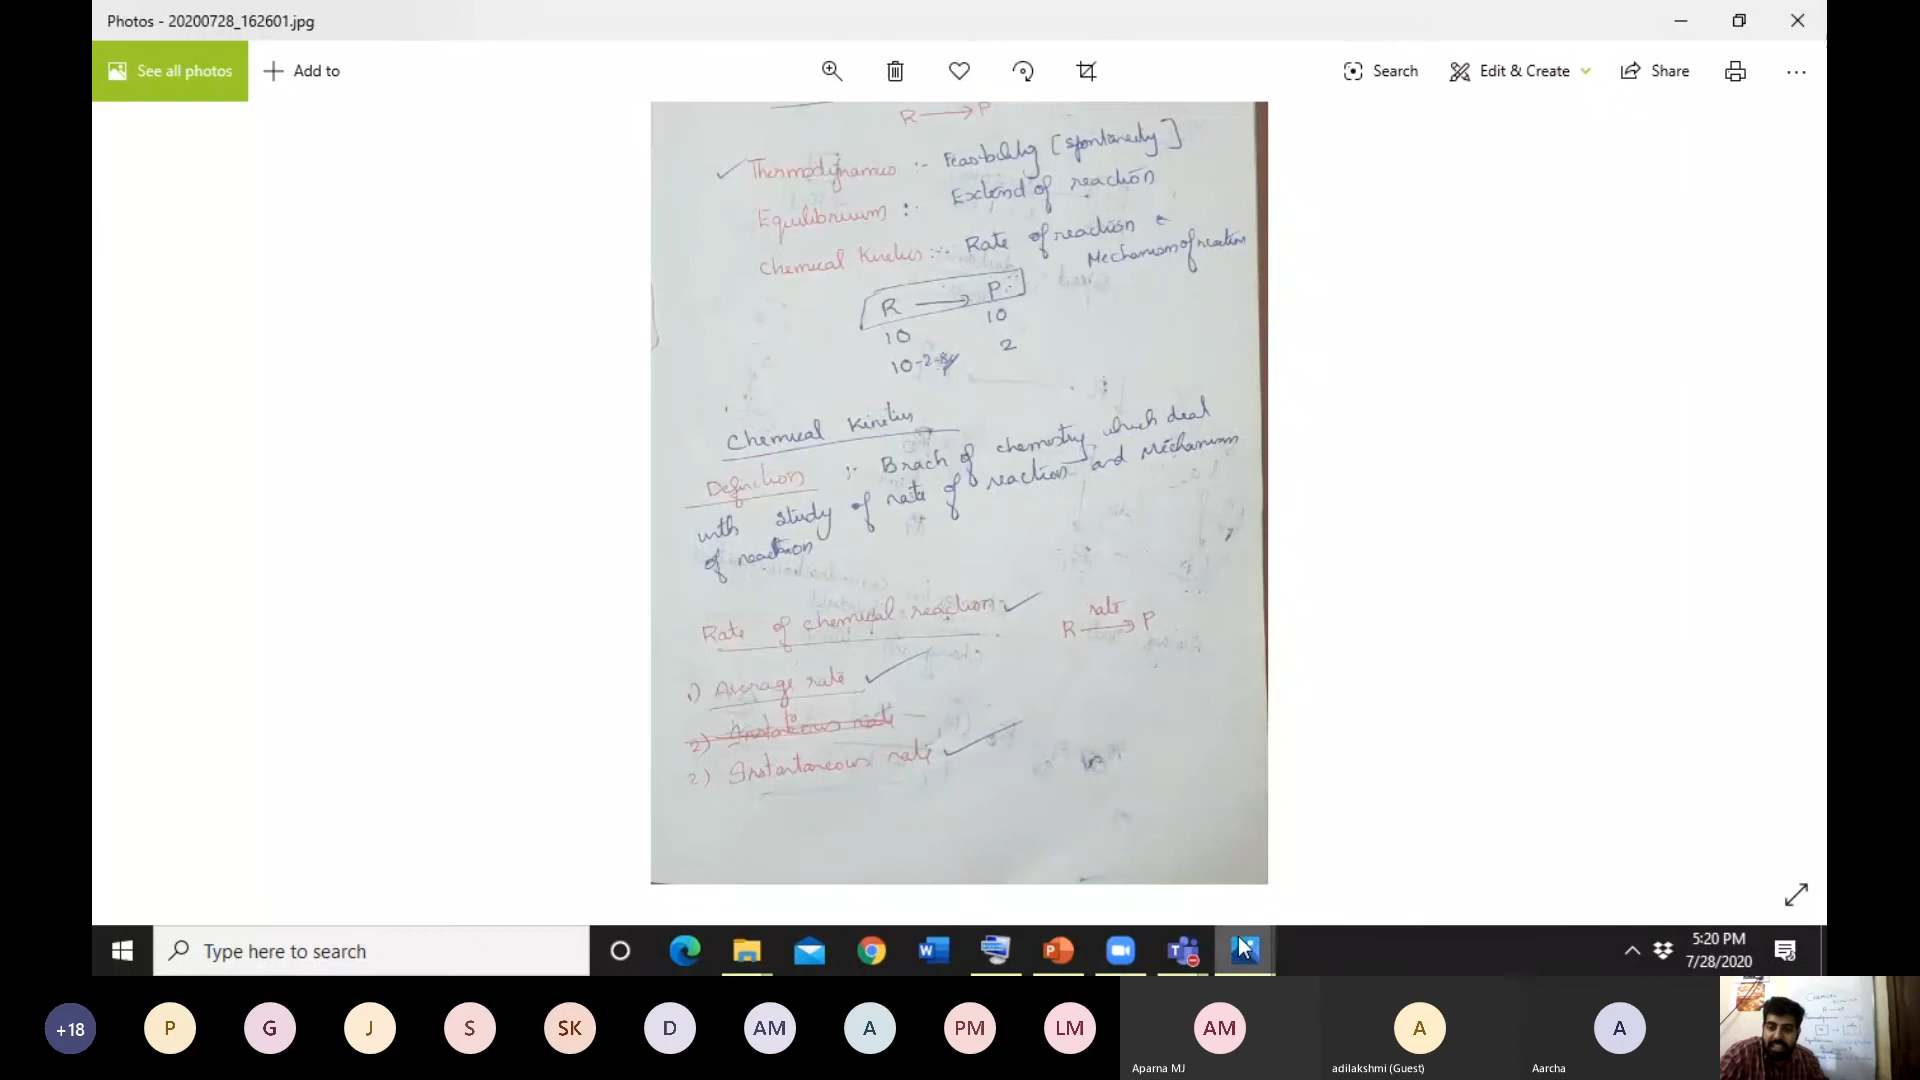 Photos - 20200728_162601.jpg
See all photos
Add to
Search
Edit & Create
Share
R → P
Thermodynamics :- Feasibility [spontaneity]
Equilibrium :- Extend of reaction
Chemical Kinetics :- Rate of reaction &
Mechanism of reaction
R → P
10 10
10-2=8 2
Chemical Kinetics
Definition :- Brach of chemistry which deal
with study of rate of reaction and Mechanism
of reaction
Rate of chemical reaction:-
R rate → P
1) Average rate
2) Instantaneous rate
Type here to search
5:20 PM
7/28/2020
+18
P
G
J
S
SK
D
AM
A
PM
LM
AM
A
A
Aparna MJ
adilakshmi (Guest)
Aarcha